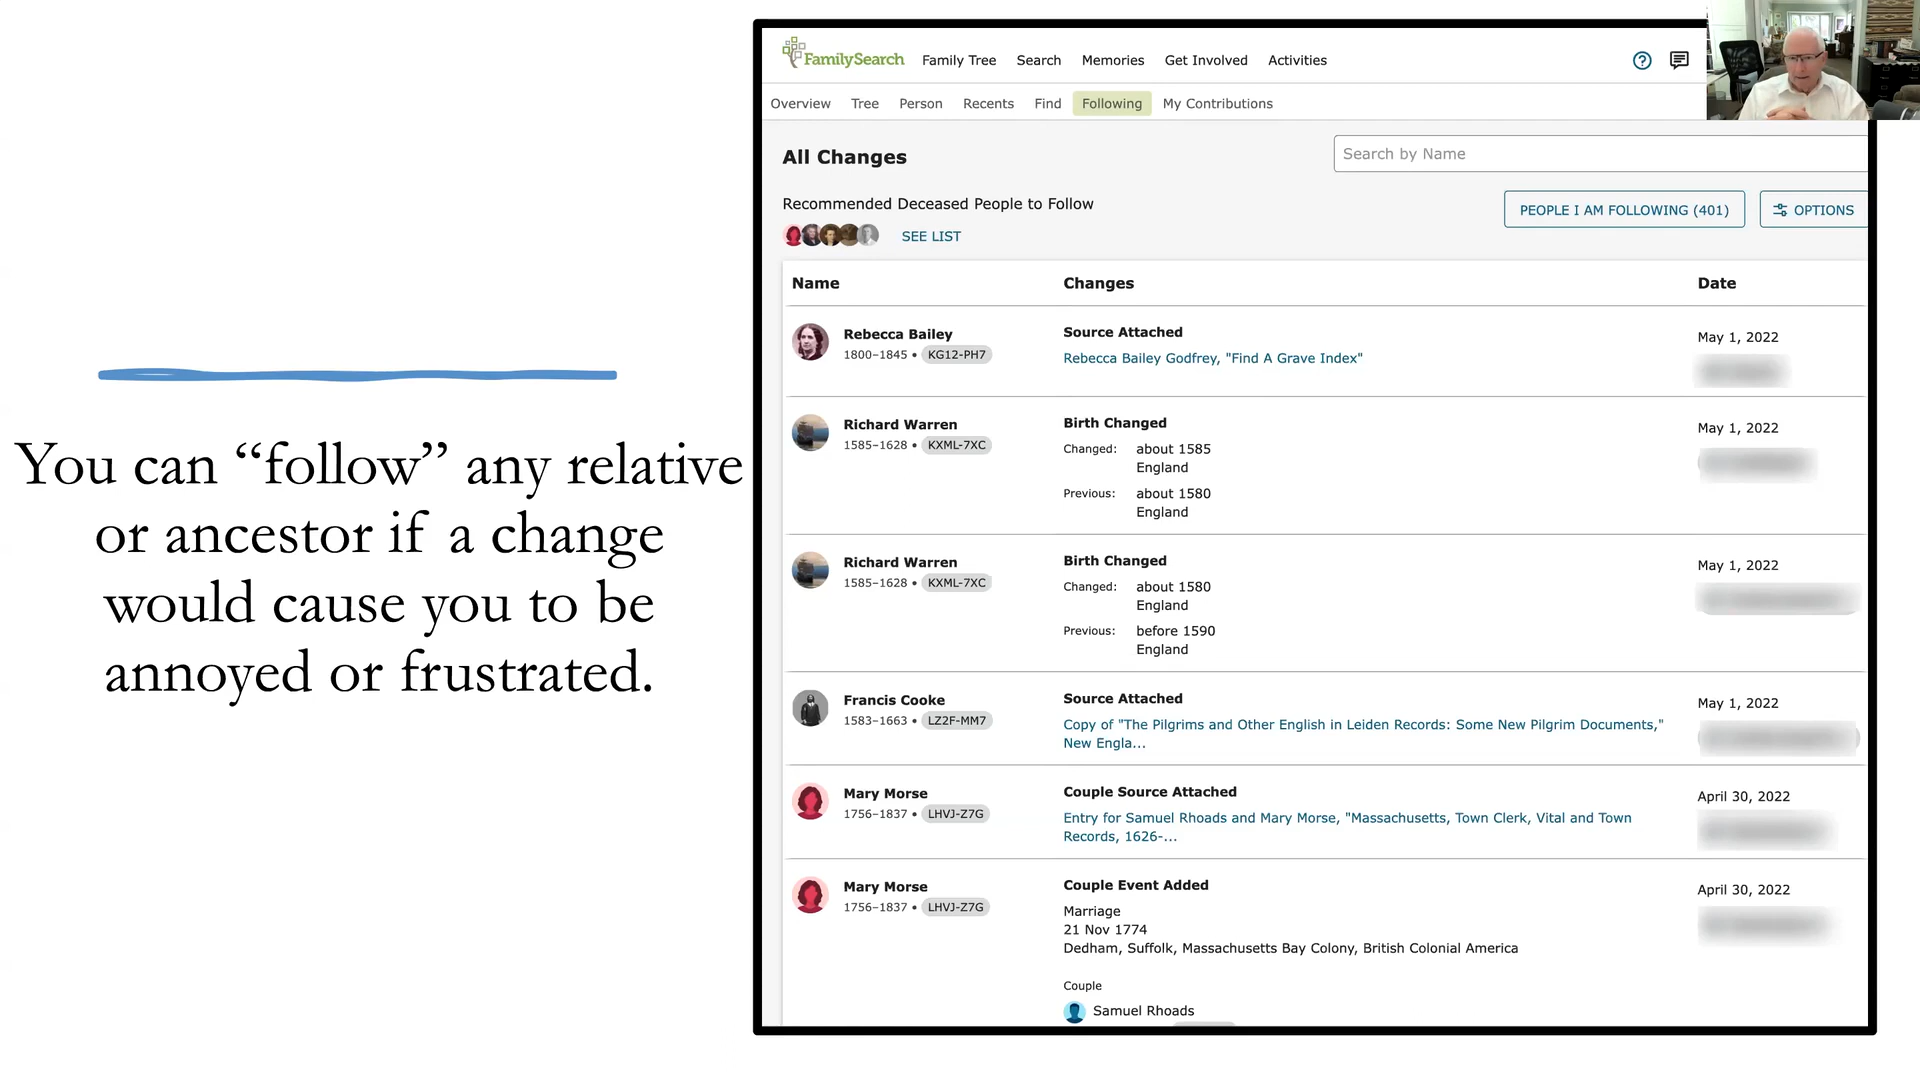 You can “follow” any relative
or ancestor if a change
would cause you to be
annoyed or frustrated.
FamilySearch Family Tree Search Memories Get Involved Activities
Overview Tree Person Recents Find Following My Contributions
All Changes
Search by Name
Recommended Deceased People to Follow
PEOPLE I AM FOLLOWING (401) OPTIONS
SEE LIST
Name Changes Date
Rebecca Bailey Source Attached May 1, 2022
1800–1845 • KG12-PH7 Rebecca Bailey Godfrey, "Find A Grave Index"
Richard Warren Birth Changed May 1, 2022
1585–1628 • KXML-7XC Changed: about 1585
England
Previous: about 1580
England
Richard Warren Birth Changed May 1, 2022
1585–1628 • KXML-7XC Changed: about 1580
England
Previous: before 1590
England
Francis Cooke Source Attached May 1, 2022
1583–1663 • LZ2F-MM7 Copy of "The Pilgrims and Other English in Leiden Records: Some New Pilgrim Documents,"
New Engla...
Mary Morse Couple Source Attached April 30, 2022
1756–1837 • LHVJ-Z7G Entry for Samuel Rhoads and Mary Morse, "Massachusetts, Town Clerk, Vital and Town
Records, 1626-...
Mary Morse Couple Event Added April 30, 2022
1756–1837 • LHVJ-Z7G Marriage
21 Nov 1774
Dedham, Suffolk, Massachusetts Bay Colony, British Colonial America
Couple
Samuel Rhoads